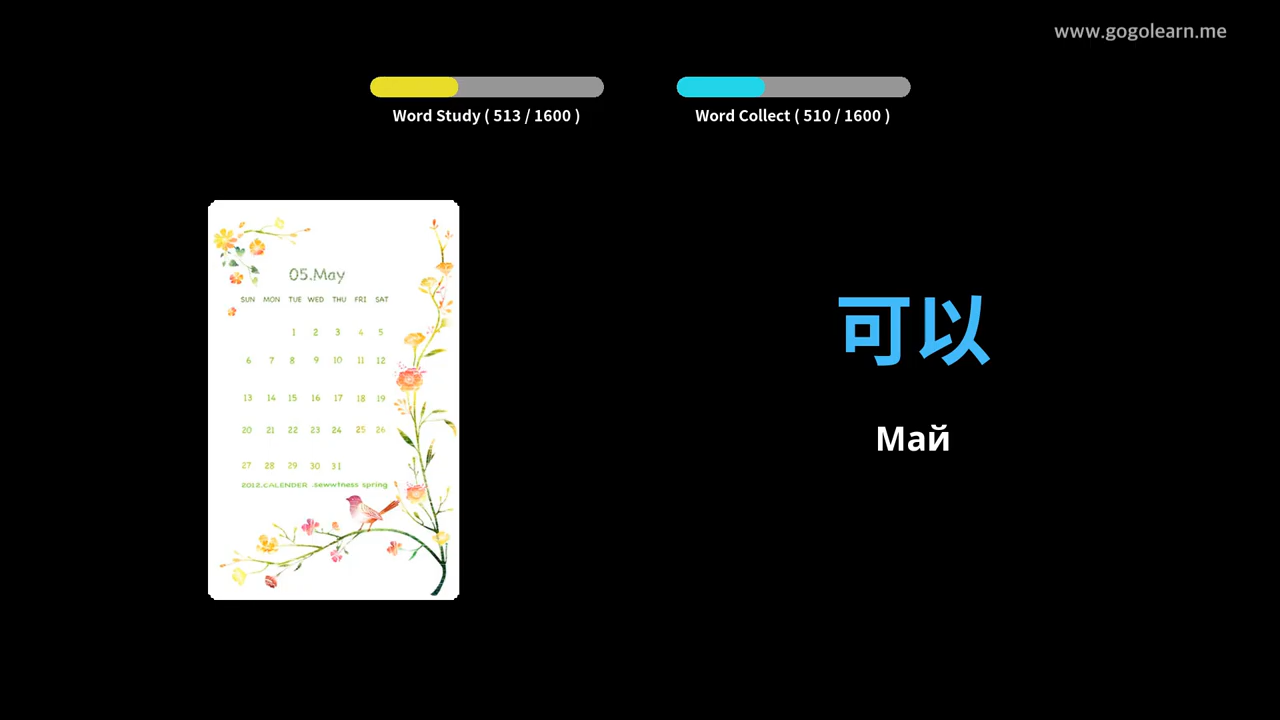 www.gogolearn.me
Word Study ( 513 / 1600 )
Word Collect ( 510 / 1600 )
05.May
SUN MON TUE WED THU FRI SAT
1 2 3 4 5
6 7 8 9 10 11 12
13 14 15 16 17 18 19
20 21 22 23 24 25 26
27 28 29 30 31
2012.CALENDER .sewwtness spring
可以
Май